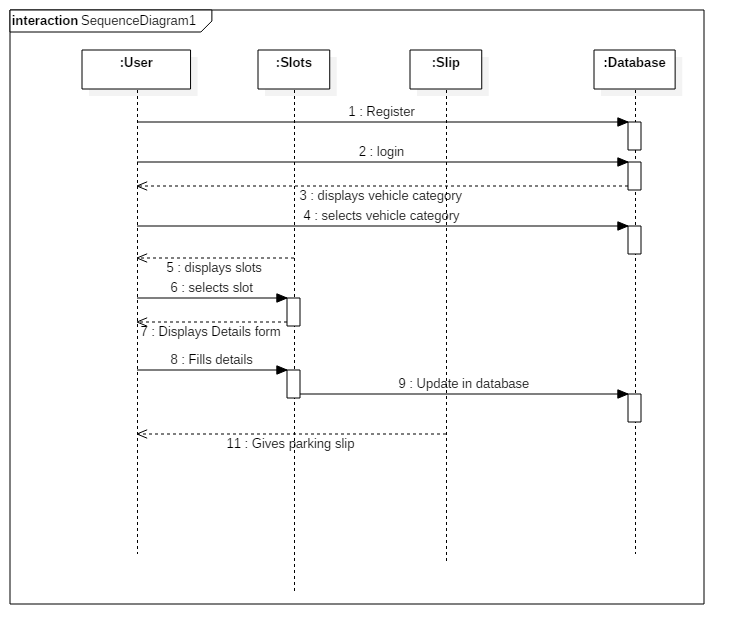 interaction SequenceDiagram1
:User :Slots :Slip :Database
1 : Register
2 : login
3 : displays vehicle category
4 : selects vehicle category
5 : displays slots
6 : selects slot
7 : Displays Details form
8 : Fills details
9 : Update in database
11 : Gives parking slip